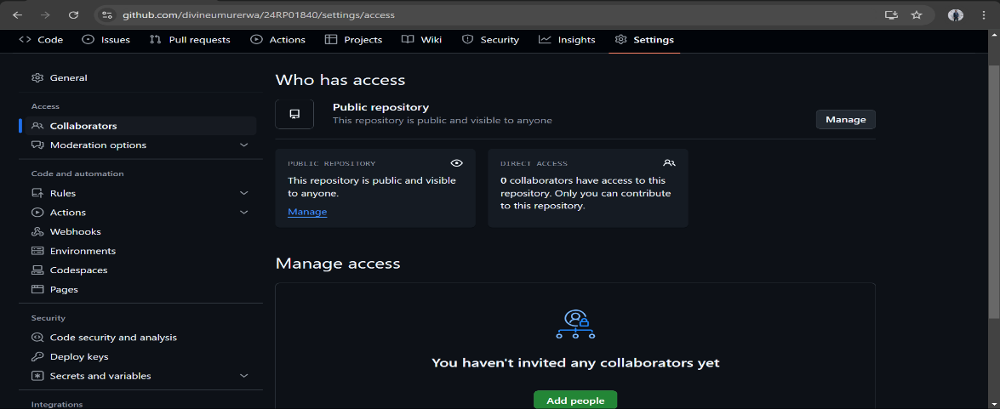 github.com/divineumurerwa/24RP01840/settings/access
Code Issues Pull requests Actions Projects Wiki Security Insights Settings
General
Access
Collaborators
Moderation options
Code and automation
Rules
Actions
Webhooks
Environments
Codespaces
Pages
Security
Code security and analysis
Deploy keys
Secrets and variables
Integrations
Who has access
Public repository
This repository is public and visible to anyone
Manage
PUBLIC REPOSITORY
This repository is public and visible
to anyone.
Manage
DIRECT ACCESS
0 collaborators have access to this
repository. Only you can contribute
to this repository.
Manage access
You haven't invited any collaborators yet
Add people